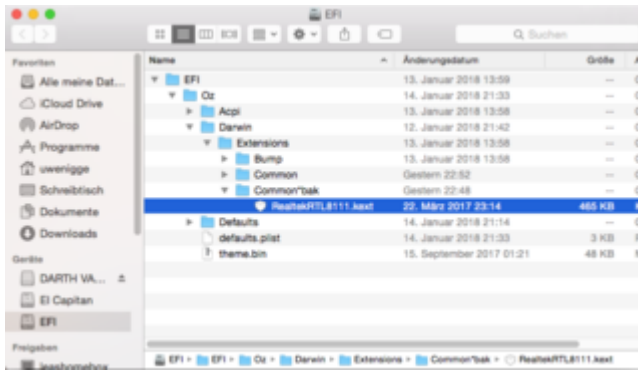 EFI
Suchen
Favoriten
Alle meine Dat...
iCloud Drive
AirDrop
Programme
uwenigge
Schreibtisch
Dokumente
Downloads
Geräte
DARTH VA...
El Capitan
EFI
Freigaben
leashomebox
Name Änderungsdatum Größe
EFI 13. Januar 2018 13:59 --
Oz 14. Januar 2018 21:33 --
Acpi 13. Januar 2018 13:58 --
Darwin 12. Januar 2018 21:42 --
Extensions 13. Januar 2018 13:58 --
Bump 13. Januar 2018 13:58 --
Common Gestern 22:52 --
Common*bak Gestern 22:48 --
RealtekRTL8111.kext 22. März 2017 23:14 465 KB
Defaults 14. Januar 2018 21:14 --
defaults.plist 14. Januar 2018 21:33 3 KB
theme.bin 15. September 2017 01:21 48 KB
EFI ▸ EFI ▸ Oz ▸ Darwin ▸ Extensions ▸ Common*bak ▸ RealtekRTL8111.kext